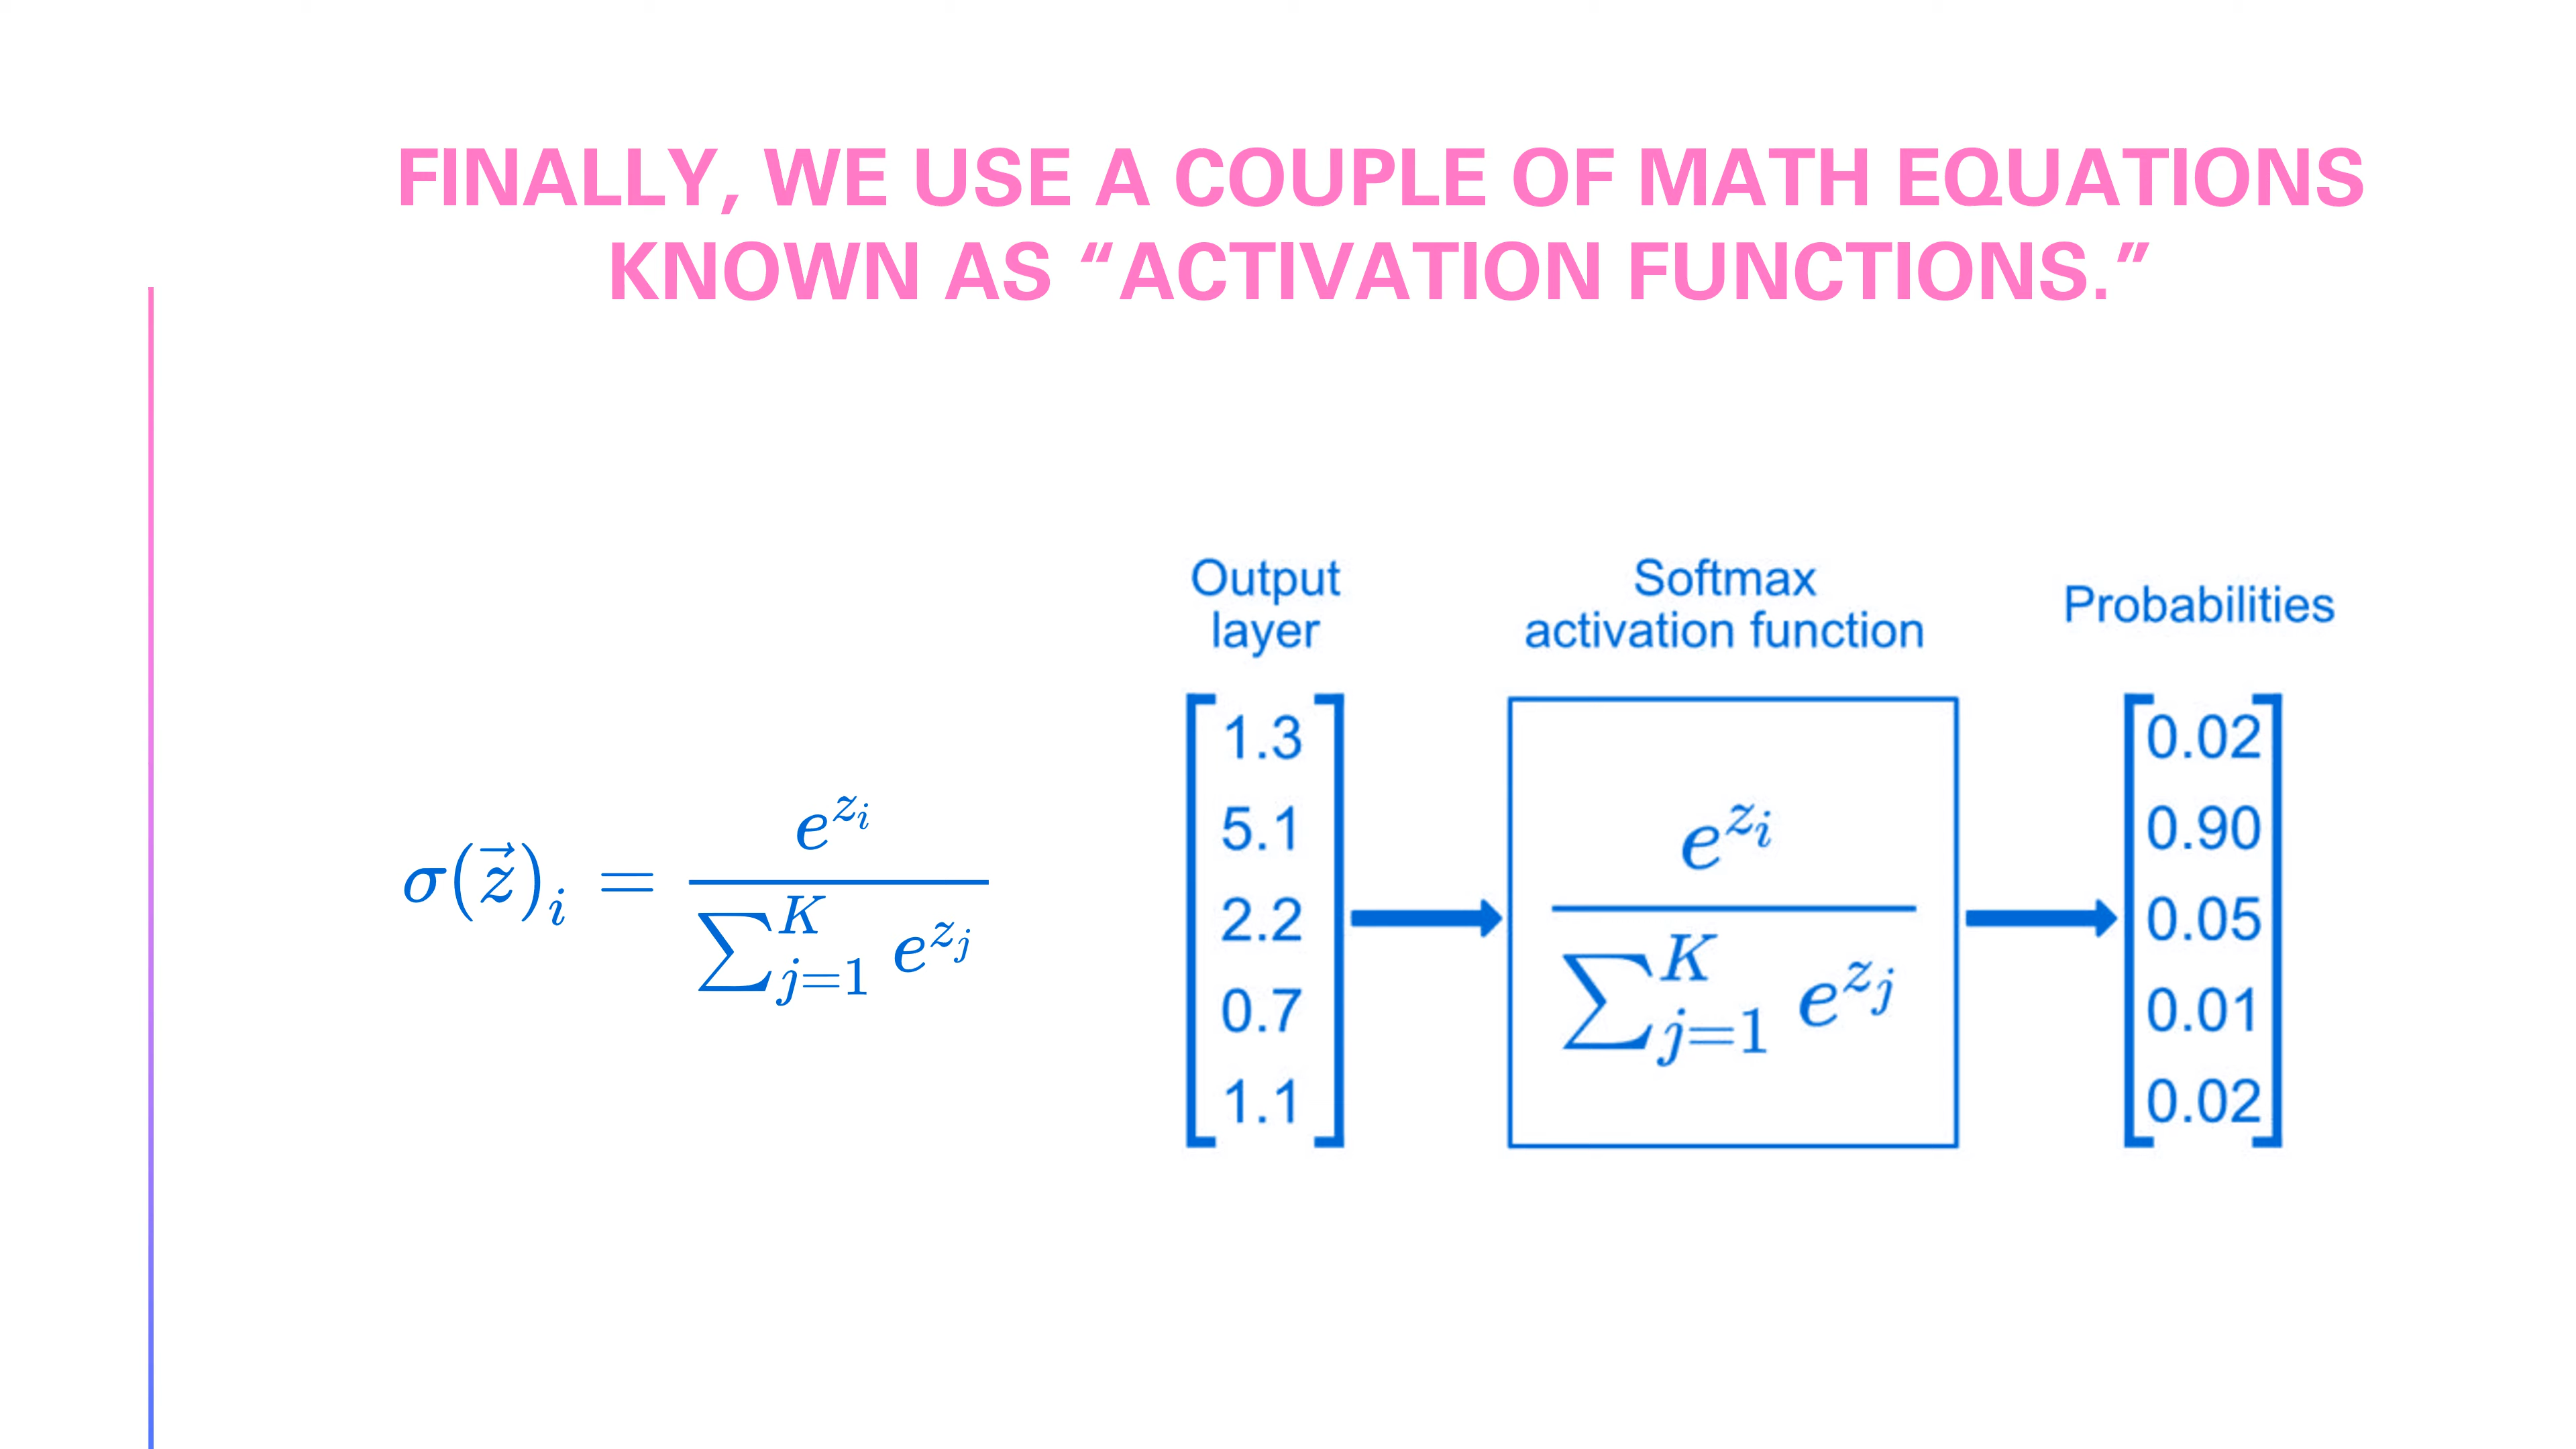 FINALLY, WE USE A COUPLE OF MATH EQUATIONS
KNOWN AS “ACTIVATION FUNCTIONS.”
σ(z⃗)ᵢ = e^{z_i} / ∑_{j=1}^{K} e^{z_j}
Output
layer
1.3
5.1
2.2
0.7
1.1
Softmax
activation function
e^{z_i} / ∑_{j=1}^{K} e^{z_j}
Probabilities
0.02
0.90
0.05
0.01
0.02